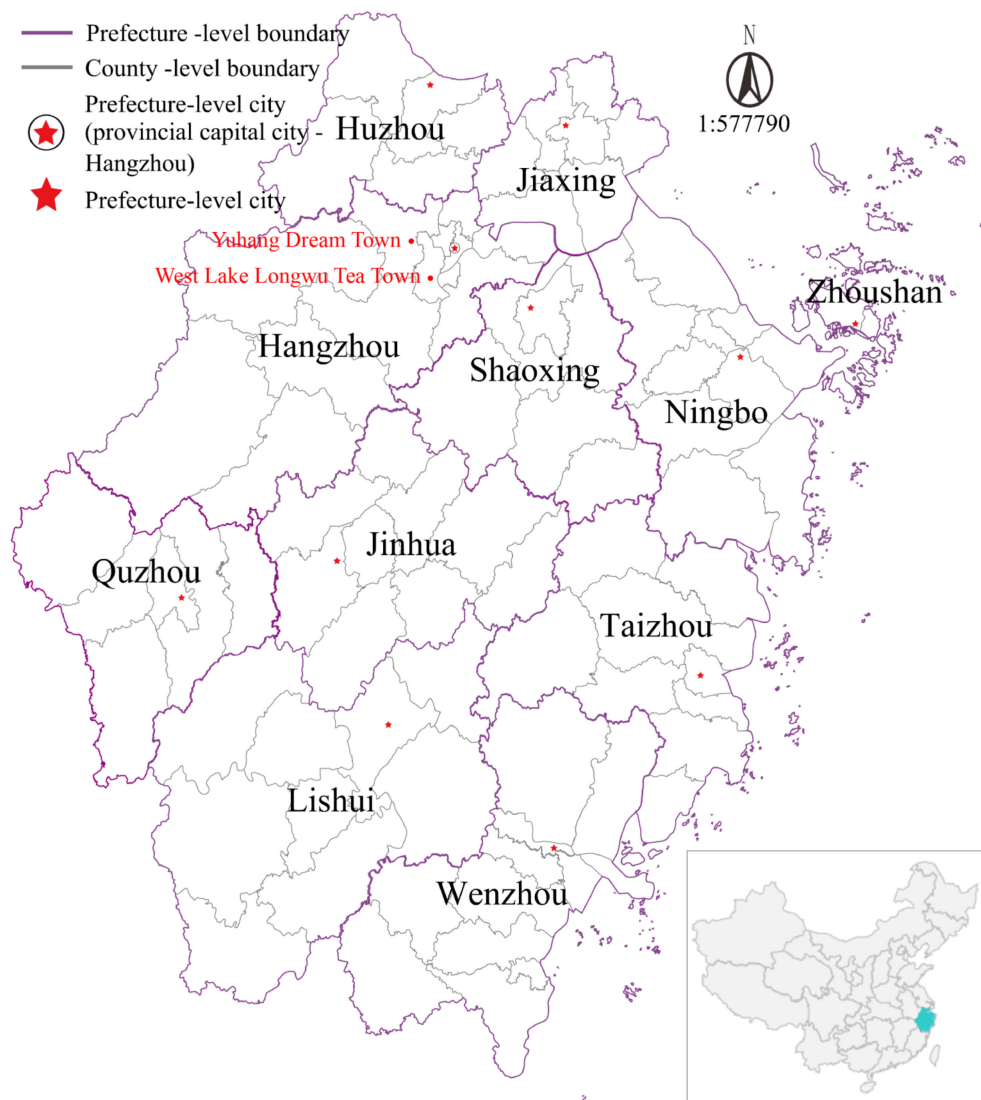 Prefecture -level boundary
County -level boundary
Prefecture-level city
(provincial capital city -
Hangzhou)
Prefecture-level city
N
1:577790
Huzhou
Jiaxing
Yuhang Dream Town
West Lake Longwu Tea Town
Zhoushan
Hangzhou
Shaoxing
Ningbo
Jinhua
Quzhou
Taizhou
Lishui
Wenzhou